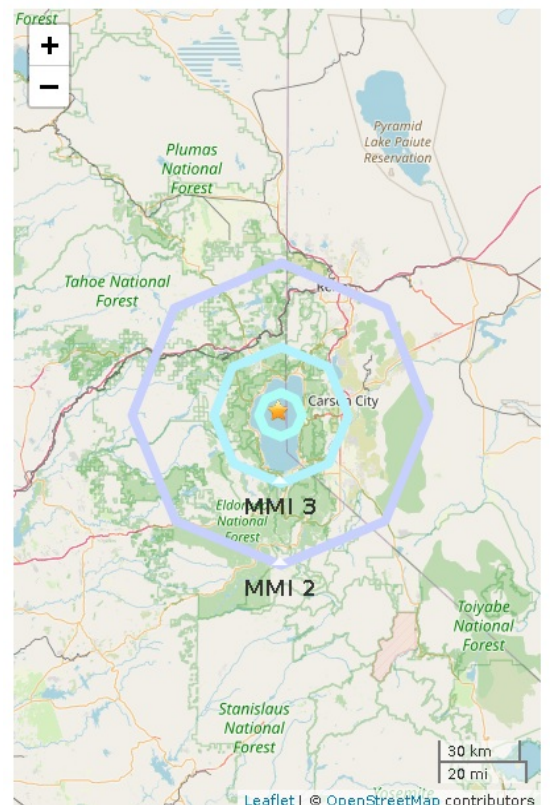 Forest
+
−
Pyramid
Lake Paiute
Reservation
Plumas
National
Forest
Tahoe National
Forest
Carson City
MMI 3
National
Forest
MMI 2
Toiyabe
National
Forest
Stanislaus
National
Forest
30 km
20 mi
Yosemite
Leaflet | © OpenStreetMap contributors